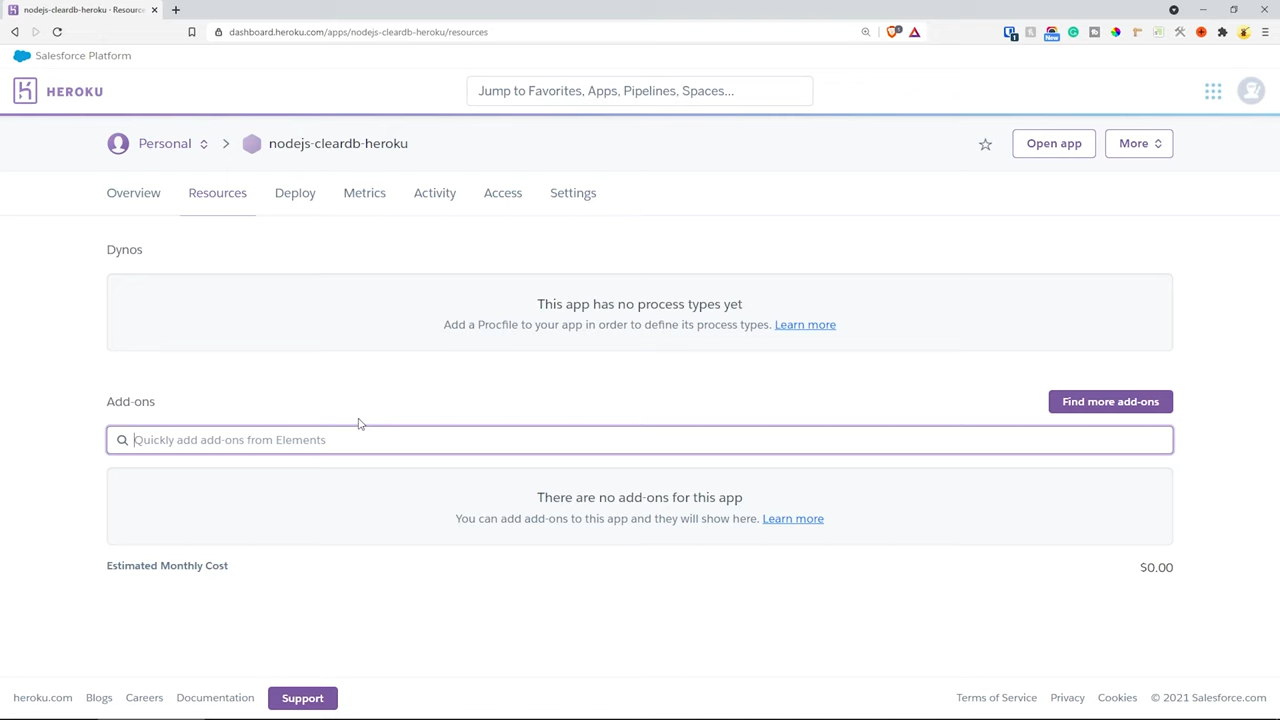 nodejs-cleardb-heroku · Resourc
dashboard.heroku.com/apps/nodejs-cleardb-heroku/resources
Salesforce Platform
HEROKU
Jump to Favorites, Apps, Pipelines, Spaces...
Personal
nodejs-cleardb-heroku
Open app
More
Overview
Resources
Deploy
Metrics
Activity
Access
Settings
Dynos
This app has no process types yet
Add a Procfile to your app in order to define its process types. Learn more
Add-ons
Find more add-ons
Quickly add add-ons from Elements
There are no add-ons for this app
You can add add-ons to this app and they will show here. Learn more
Estimated Monthly Cost
$0.00
heroku.com
Blogs
Careers
Documentation
Support
Terms of Service
Privacy
Cookies
© 2021 Salesforce.com